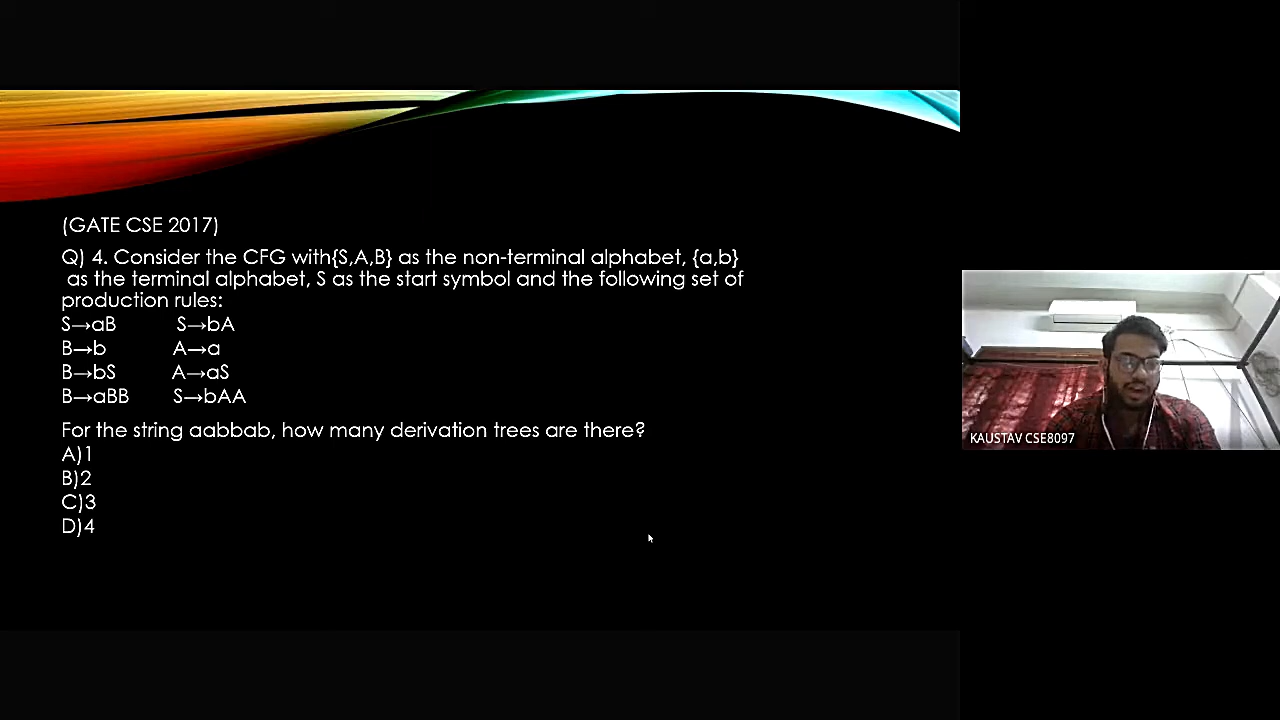 (GATE CSE 2017)
Q) 4. Consider the CFG with{S,A,B} as the non-terminal alphabet, {a,b}
as the terminal alphabet, S as the start symbol and the following set of
production rules:
S→aB S→bA
B→b A→a
B→bS A→aS
B→aBB S→bAA
For the string aabbab, how many derivation trees are there?
A)1
B)2
C)3
D)4
KAUSTAV CSE8097